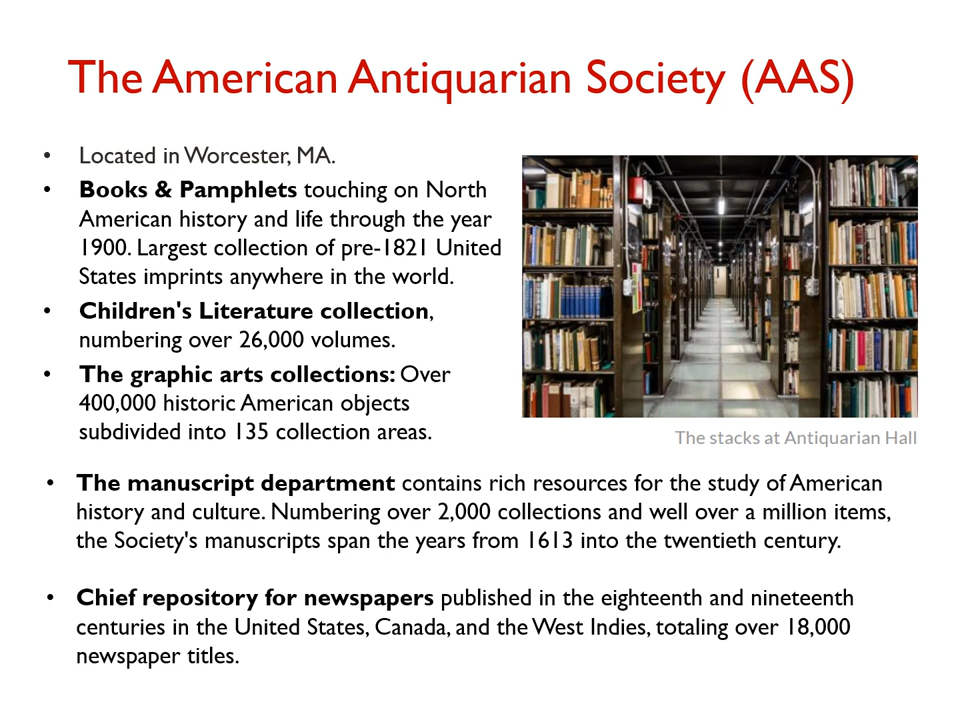 The American Antiquarian Society (AAS)
• Located in Worcester, MA.
• Books & Pamphlets touching on North
American history and life through the year
1900. Largest collection of pre-1821 United
States imprints anywhere in the world.
• Children's Literature collection,
numbering over 26,000 volumes.
• The graphic arts collections: Over
400,000 historic American objects
subdivided into 135 collection areas.
The stacks at Antiquarian Hall
• The manuscript department contains rich resources for the study of American
history and culture. Numbering over 2,000 collections and well over a million items,
the Society's manuscripts span the years from 1613 into the twentieth century.
• Chief repository for newspapers published in the eighteenth and nineteenth
centuries in the United States, Canada, and the West Indies, totaling over 18,000
newspaper titles.